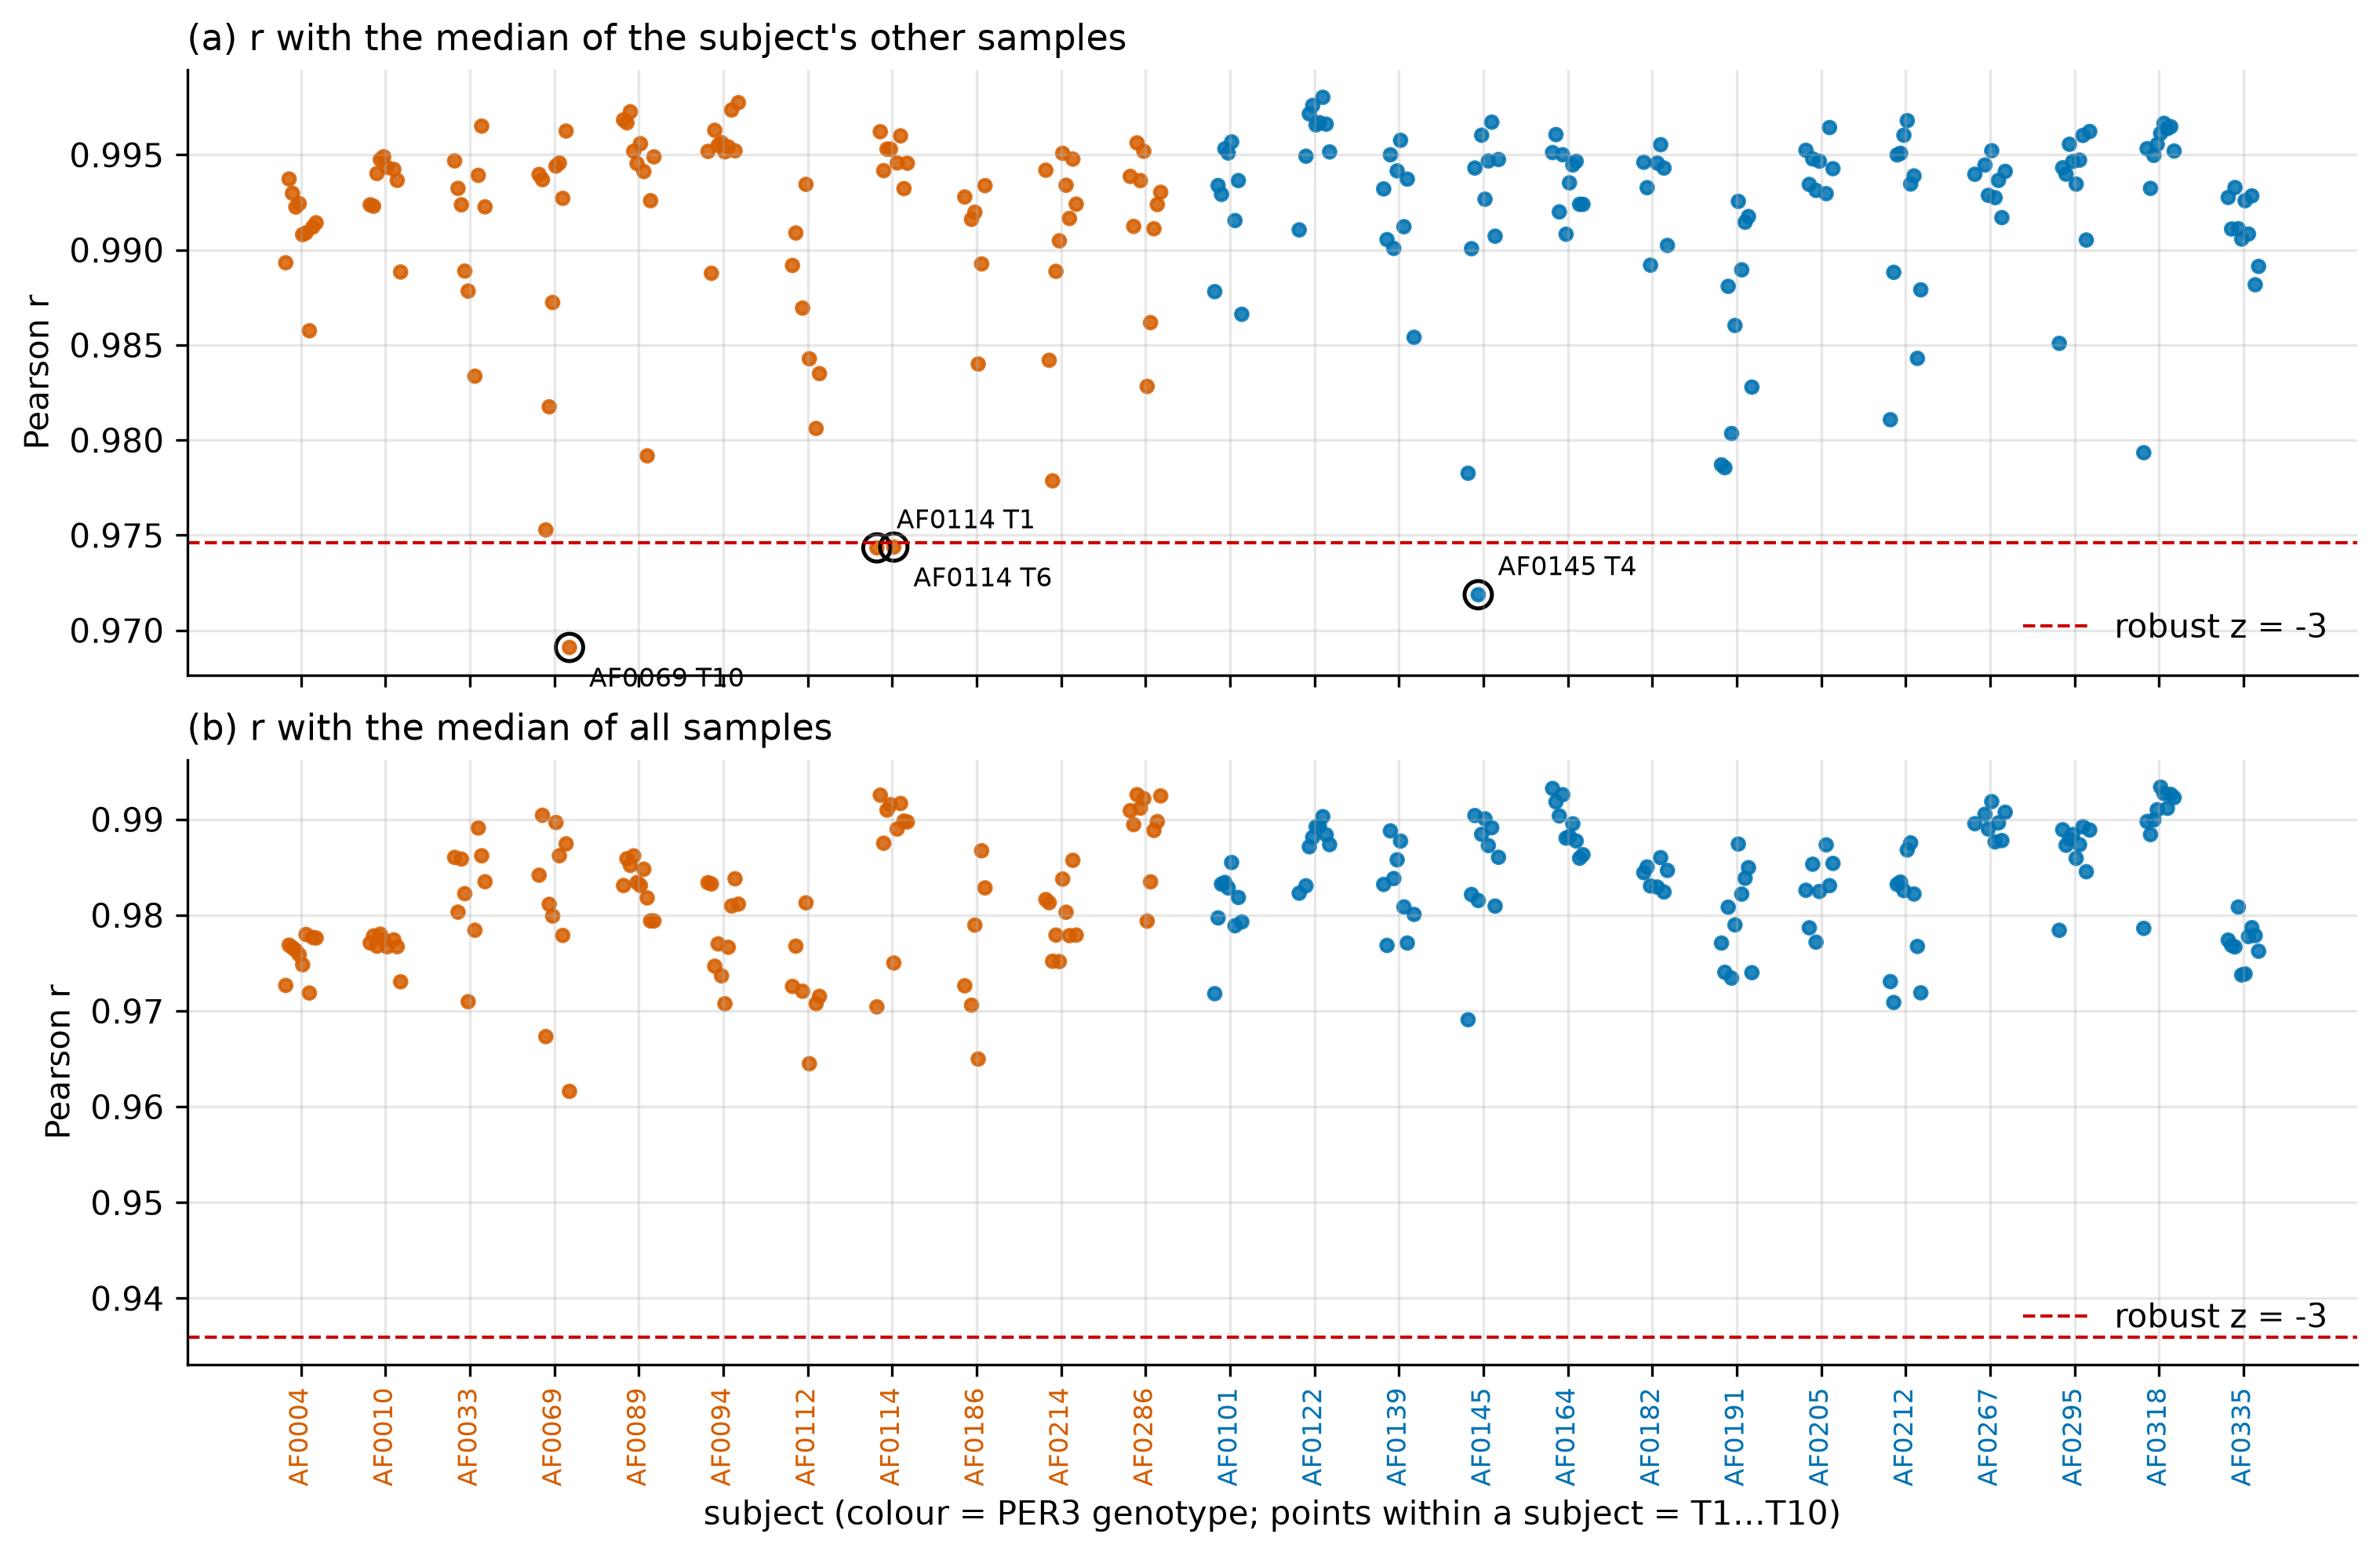 (a) r with the median of the subject's other samples
Pearson r
0.995
0.990
0.985
0.980
0.975
0.970
AF0114 T1
AF0114 T6
AF0145 T4
AF0069 T10
robust z = -3
(b) r with the median of all samples
Pearson r
0.99
0.98
0.97
0.96
0.95
0.94
robust z = -3
AF0004
AF0010
AF0033
AF0069
AF0089
AF0094
AF0112
AF0114
AF0186
AF0214
AF0286
AF0101
AF0122
AF0139
AF0145
AF0164
AF0182
AF0191
AF0205
AF0212
AF0267
AF0295
AF0318
AF0335
subject (colour = PER3 genotype; points within a subject = T1...T10)